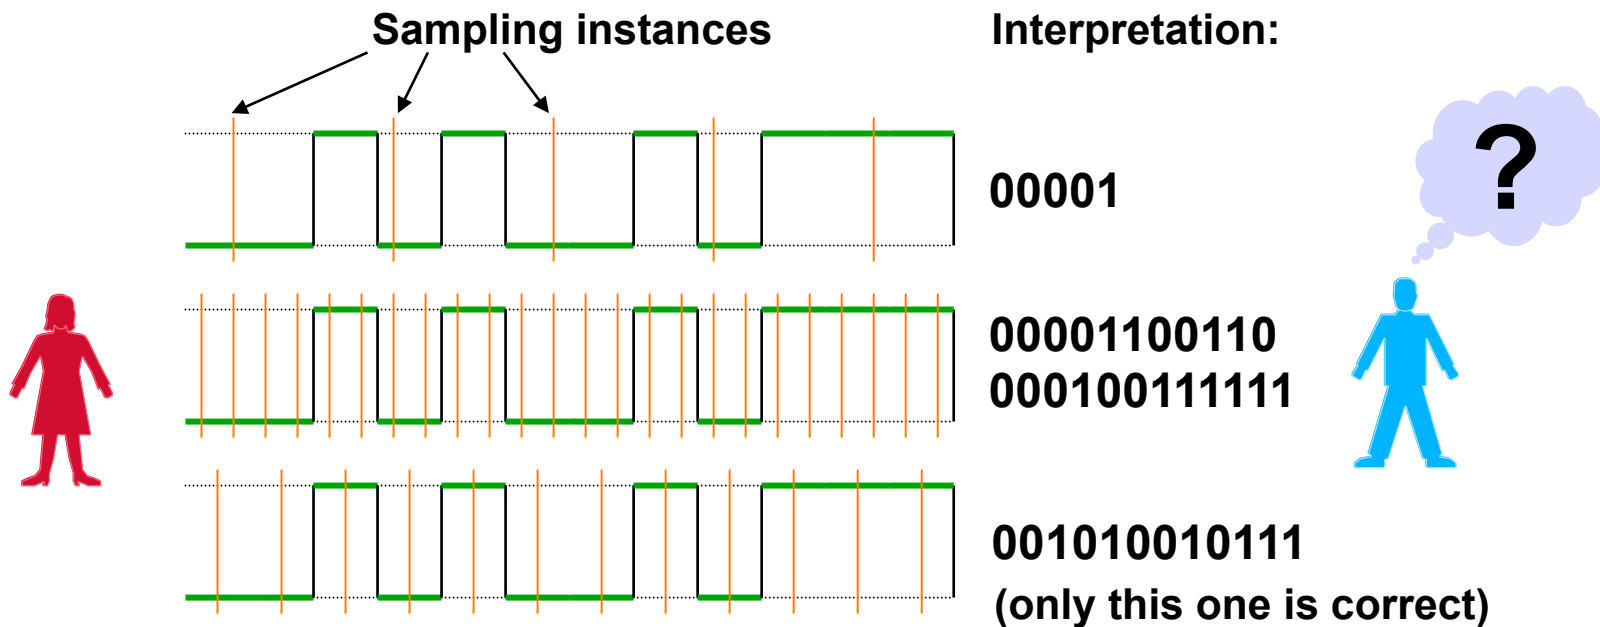 Sampling instances
Interpretation:
?
00001
00001100110
000100111111
001010010111
(only this one is correct)